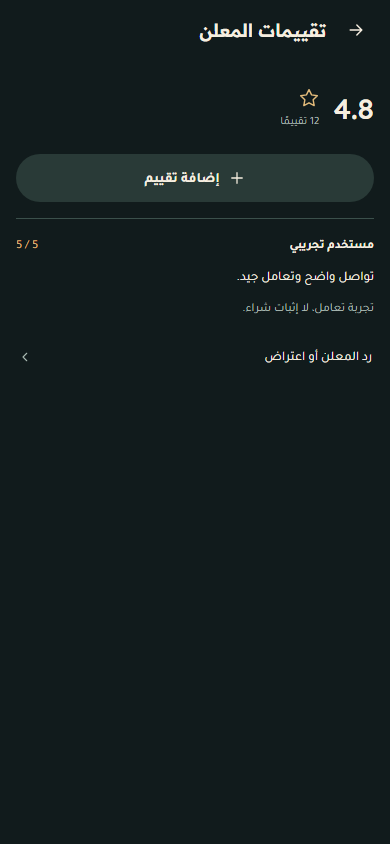 تقييمات المعلن
4.8
12 تقييمًا
إضافة تقييم
مستخدم تجريبي
5 / 5
تواصل واضح وتعامل جيد.
تجربة تعامل، لا إثبات شراء.
رد المعلن أو اعتراض